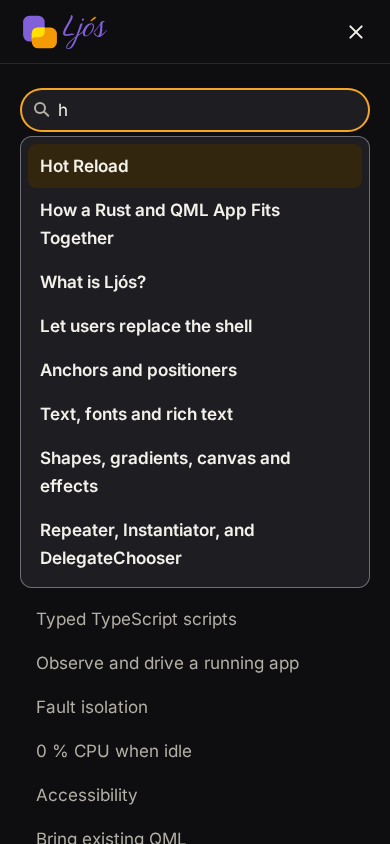 Ljós
h
Hot Reload
How a Rust and QML App Fits
Together
What is Ljós?
Let users replace the shell
Anchors and positioners
Text, fonts and rich text
Shapes, gradients, canvas and
effects
Repeater, Instantiator, and
DelegateChooser
Typed TypeScript scripts
Observe and drive a running app
Fault isolation
0 % CPU when idle
Accessibility
Bring existing QML